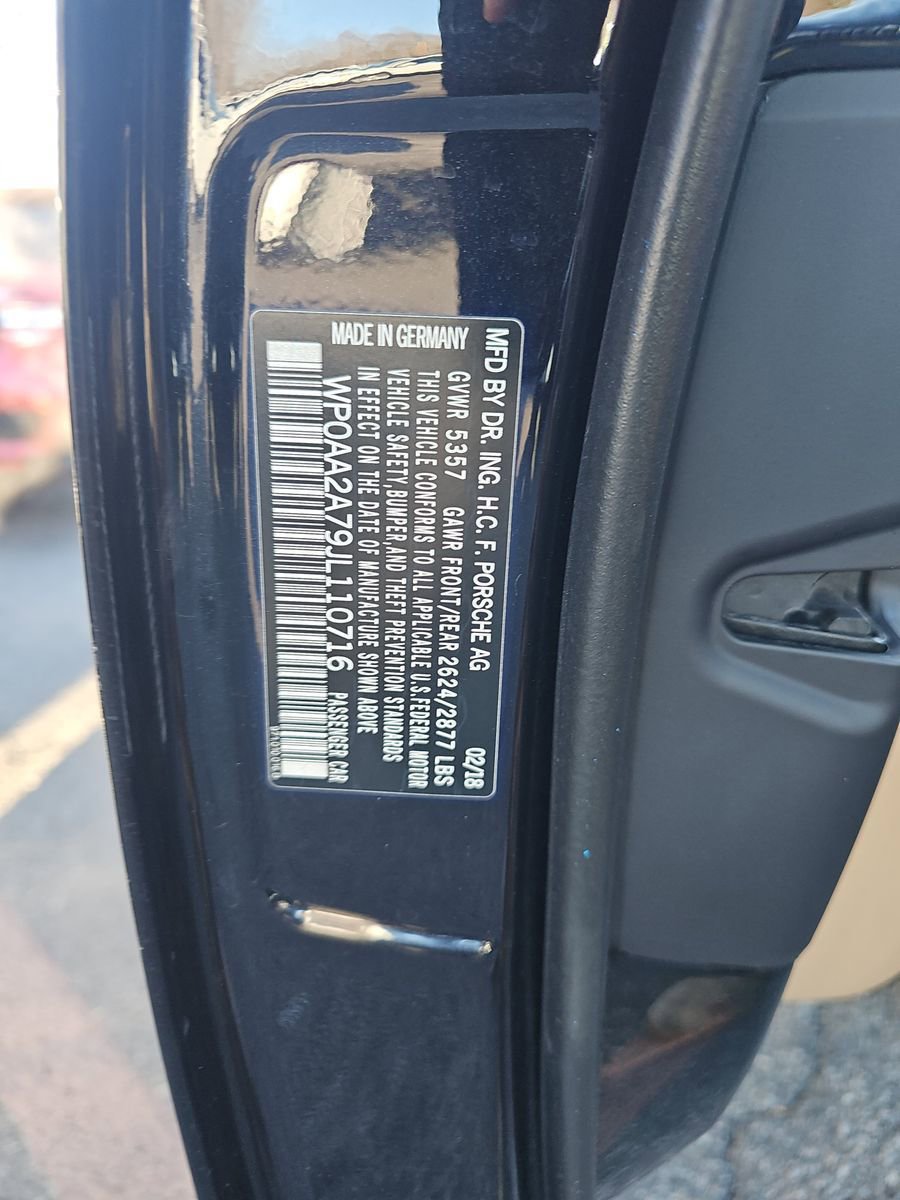 MFD BY DR. ING. H.C. F. PORSCHE AG 02/18
GVWR 5357 GAWR FRONT/REAR 2624/2877 LBS
THIS VEHICLE CONFORMS TO ALL APPLICABLE U.S.FEDERAL MOTOR
VEHICLE SAFETY,BUMPER,AND THEFT PREVENTION STANDARDS
IN EFFECT ON THE DATE OF MANUFACTURE SHOWN ABOVE
MADE IN GERMANY
WP0AA2A79JL110716 PASSENGER CAR